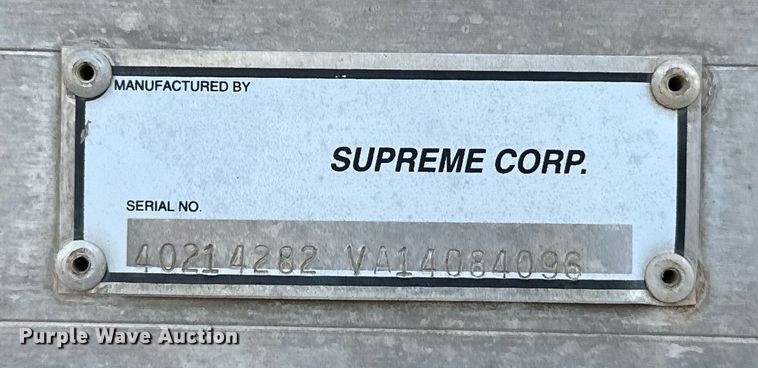 MANUFACTURED BY
SUPREME CORP.
SERIAL NO.
40214282 VA14084096
Purple Wave Auction